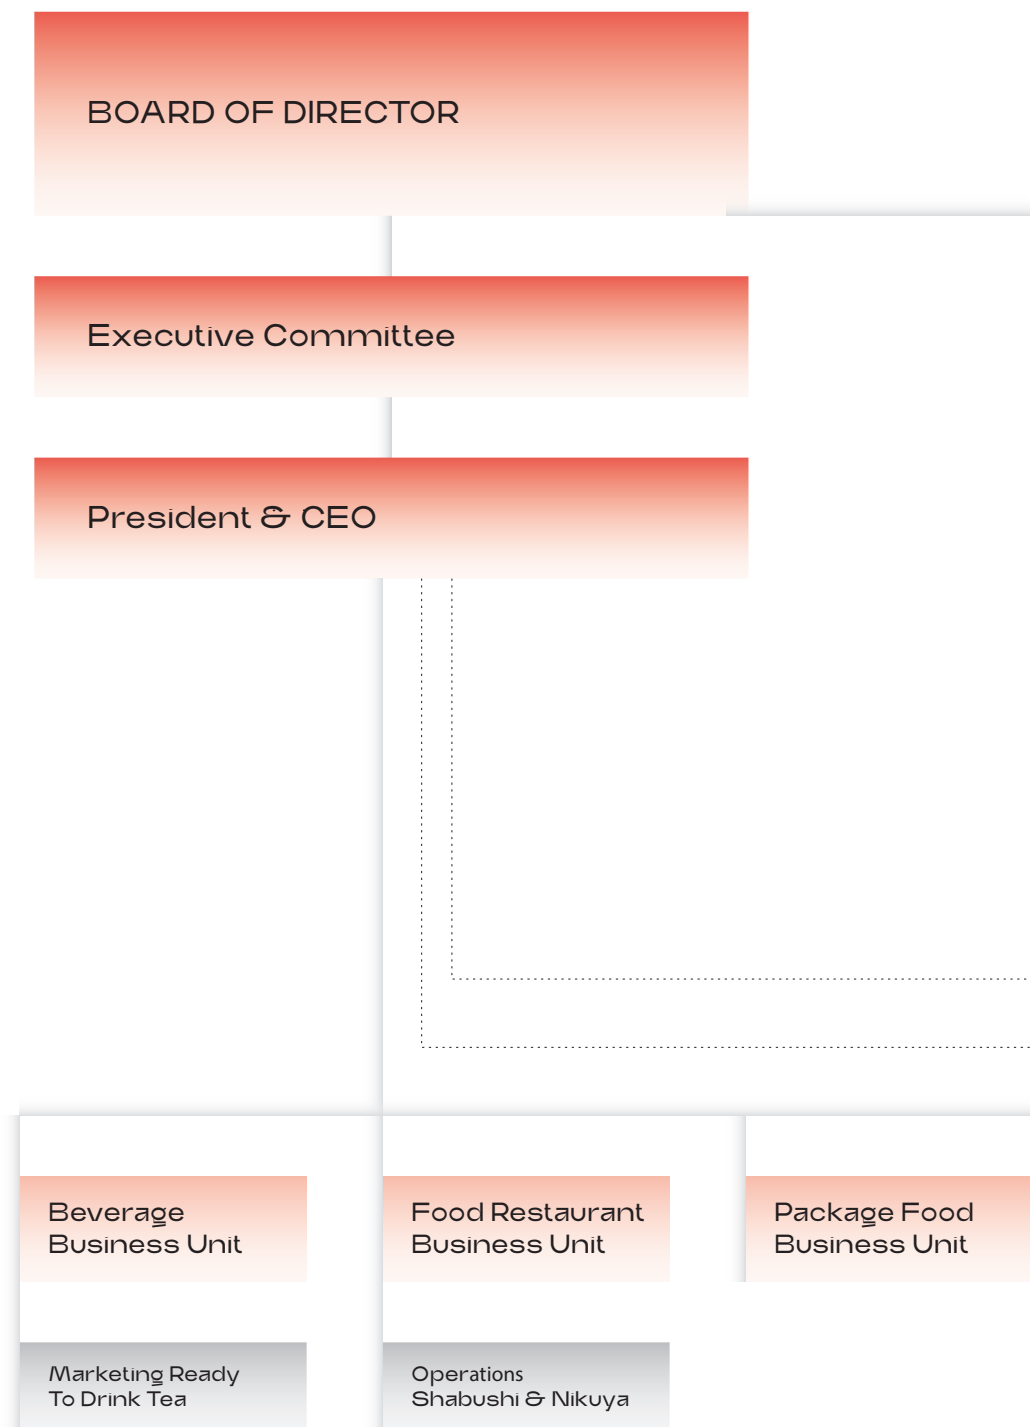 BOARD OF DIRECTOR
Executive Committee
President & CEO
Beverage
Business Unit
Food Restaurant
Business Unit
Package Food
Business Unit
Marketing Ready
To Drink Tea
Operations
Shabushi & Nikuya